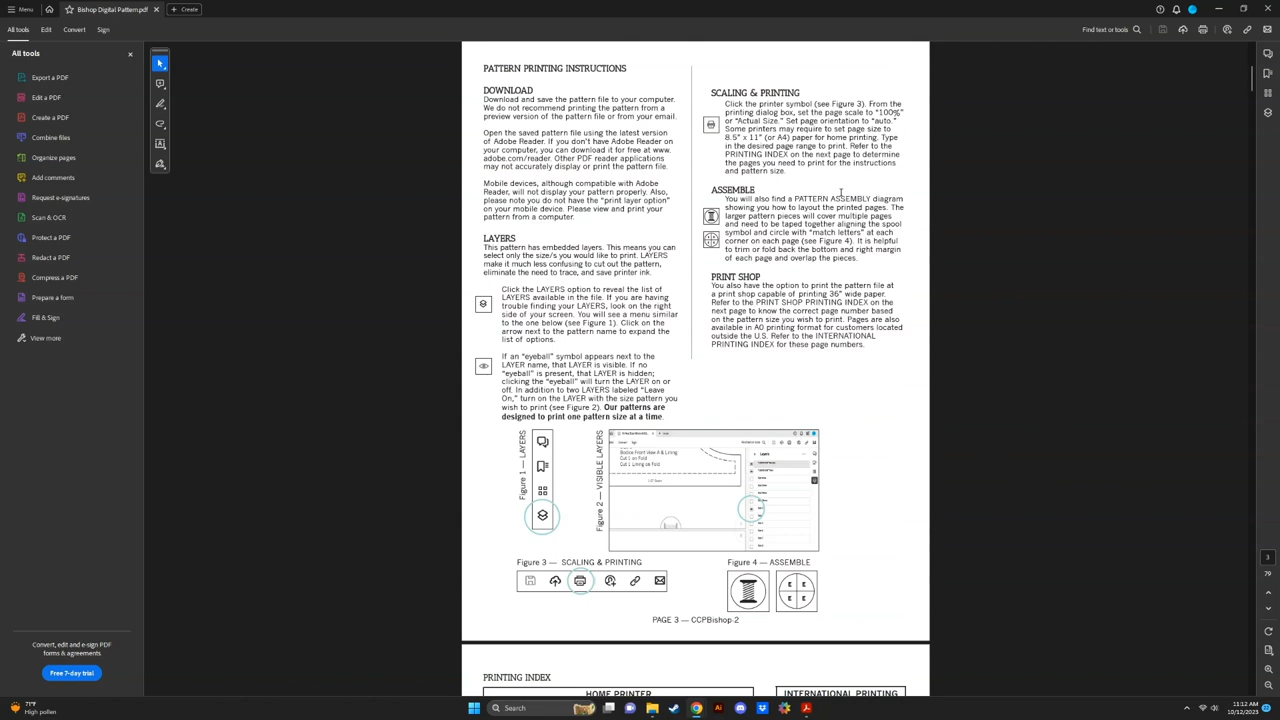 Menu
Bishop Digital Pattern.pdf
Create
All tools
Edit
Convert
Sign
Find text or tools
All tools
Export a PDF
Edit a PDF
Create a PDF
Combine files
Organize pages
Add comments
Request e-signatures
Scan & OCR
Protect a PDF
Redact a PDF
Compress a PDF
Prepare a form
Fill & Sign
View more
Convert, edit and e-sign PDF
forms & agreements
Free 7-day trial
PATTERN PRINTING INSTRUCTIONS
DOWNLOAD
Download and save the pattern file to your computer.
We do not recommend printing the pattern from a
preview version of the pattern file or from your email.
Open the saved pattern file using the latest version
of Adobe Reader. If you don't have Adobe Reader on
your computer, you can download it for free at www.
adobe.com/reader. Other PDF reader applications
may not accurately display or print the pattern file.
Mobile devices, although compatible with Adobe
Reader, will not display your pattern properly. Also,
please note you do not have the "print layer option"
on your mobile device. Please view and print your
pattern from a computer.
LAYERS
This pattern has embedded layers. This means you can
select only the size/s you would like to print. LAYERS
make it much less confusing to cut out the pattern,
eliminate the need to trace, and save printer ink.
Click the LAYERS option to reveal the list of
LAYERS available in the file. If you are having
trouble finding your LAYERS, look on the right
side of your screen. You will see a menu similar
to the one below (see Figure 1). Click on the
arrow next to the pattern name to expand the
list of options.
If an "eyeball" symbol appears next to the
LAYER name, that LAYER is visible. If no
"eyeball" is present, that LAYER is hidden;
clicking the "eyeball" will turn the LAYER on or
off. In addition to two LAYERS labeled "Leave
On," turn on the LAYER with the size pattern you
wish to print (see Figure 2). Our patterns are
designed to print one pattern size at a time.
SCALING & PRINTING
Click the printer symbol (see Figure 3). From the
printing dialog box, set the page scale to "100%"
or "Actual Size." Set page orientation to "auto."
Some printers may require to set page size to
8.5" x 11" (or A4) paper for home printing. Type
in the desired page range to print. Refer to the
PRINTING INDEX on the next page to determine
the pages you need to print for the instructions
and pattern size.
ASSEMBLE
You will also find a PATTERN ASSEMBLY diagram
showing you how to layout the printed pages. The
larger pattern pieces will cover multiple pages
and need to be taped together aligning the spool
symbol and circle with "match letters" at each
corner on each page (see Figure 4). It is helpful
to trim or fold back the bottom and right margin
of each page and overlap the pieces.
PRINT SHOP
You also have the option to print the pattern file at
a print shop capable of printing 36" wide paper.
Refer to the PRINT SHOP PRINTING INDEX on the
next page to know the correct page number based
on the pattern size you wish to print. Pages are also
available in A0 printing format for customers located
outside the U.S. Refer to the INTERNATIONAL
PRINTING INDEX for these page numbers.
Figure 1 — LAYERS
Figure 2 — VISIBLE LAYERS
Bodice Front View A & Lining
Cut 1 on Fold
Cut 1 Lining on Fold
Layers
Figure 3 — SCALING & PRINTING
Figure 4 — ASSEMBLE
E E
E E
PAGE 3 — CCPBishop-2
PRINTING INDEX
HOME PRINTER
INTERNATIONAL PRINTING
3
79
71°F
High pollen
Search
11:12 AM
10/12/2023